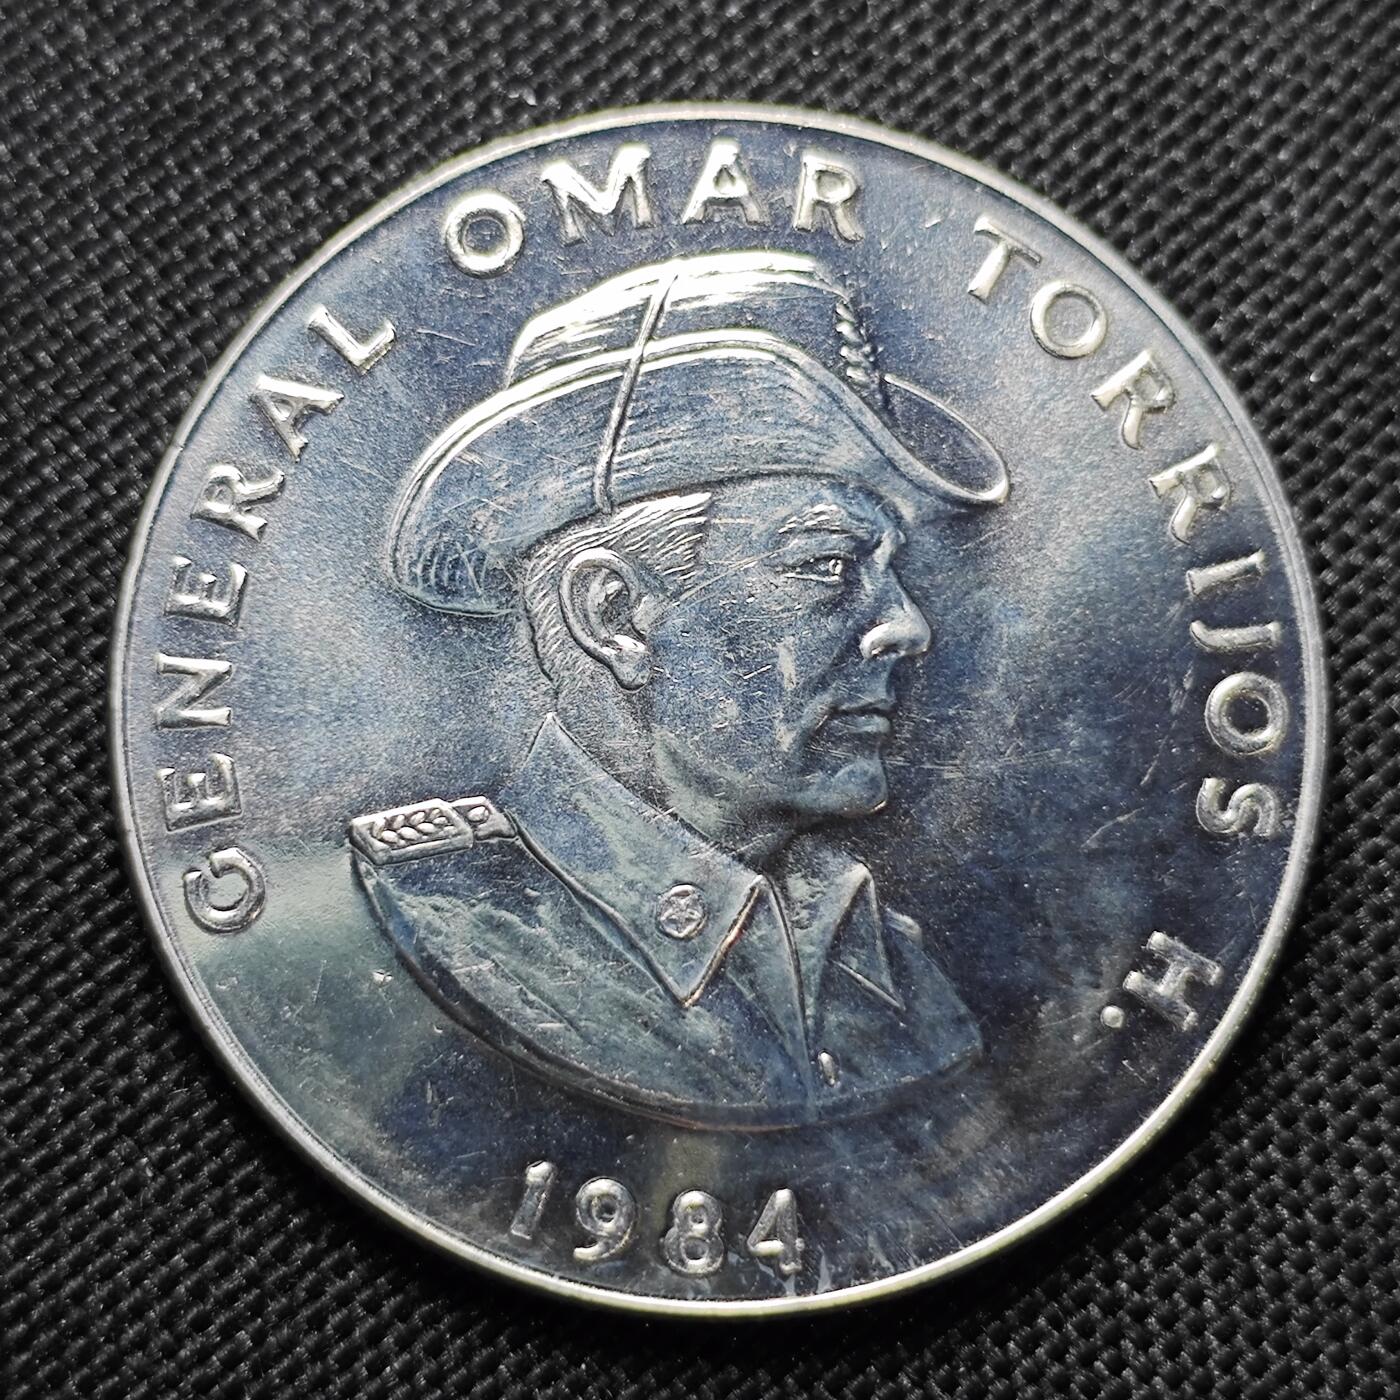 GENERAL OMAR TORRIJOS H.
1984